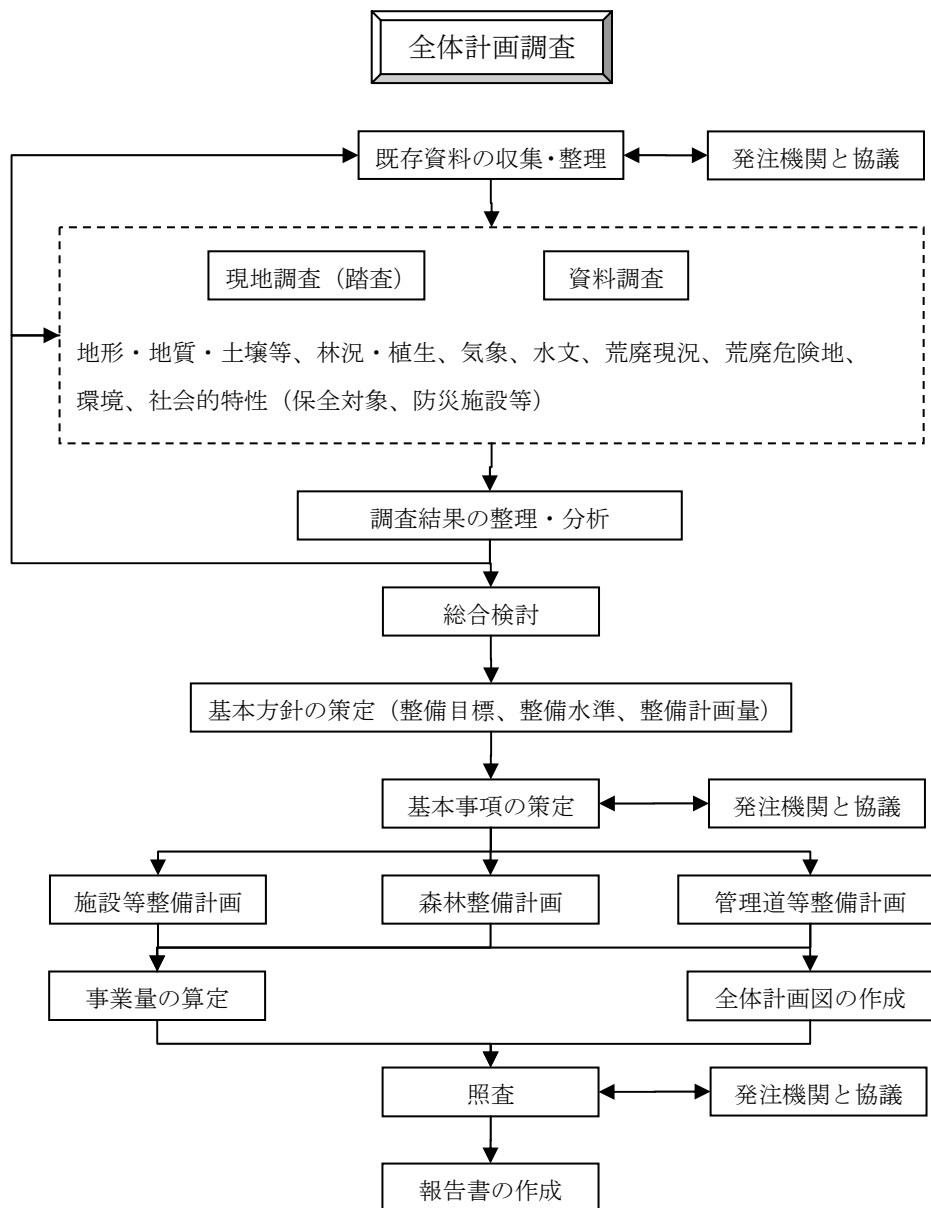 全体計画調査
既存資料の収集・整理
発注機関と協議
現地調査（踏査）
資料調査
地形・地質・土壌等、林況・植生、気象、水文、荒廃現況、荒廃危険地、
環境、社会的特性（保全対象、防災施設等）
調査結果の整理・分析
総合検討
基本方針の策定（整備目標、整備水準、整備計画量）
基本事項の策定
発注機関と協議
施設等整備計画
森林整備計画
管理道等整備計画
事業量の算定
全体計画図の作成
照査
発注機関と協議
報告書の作成